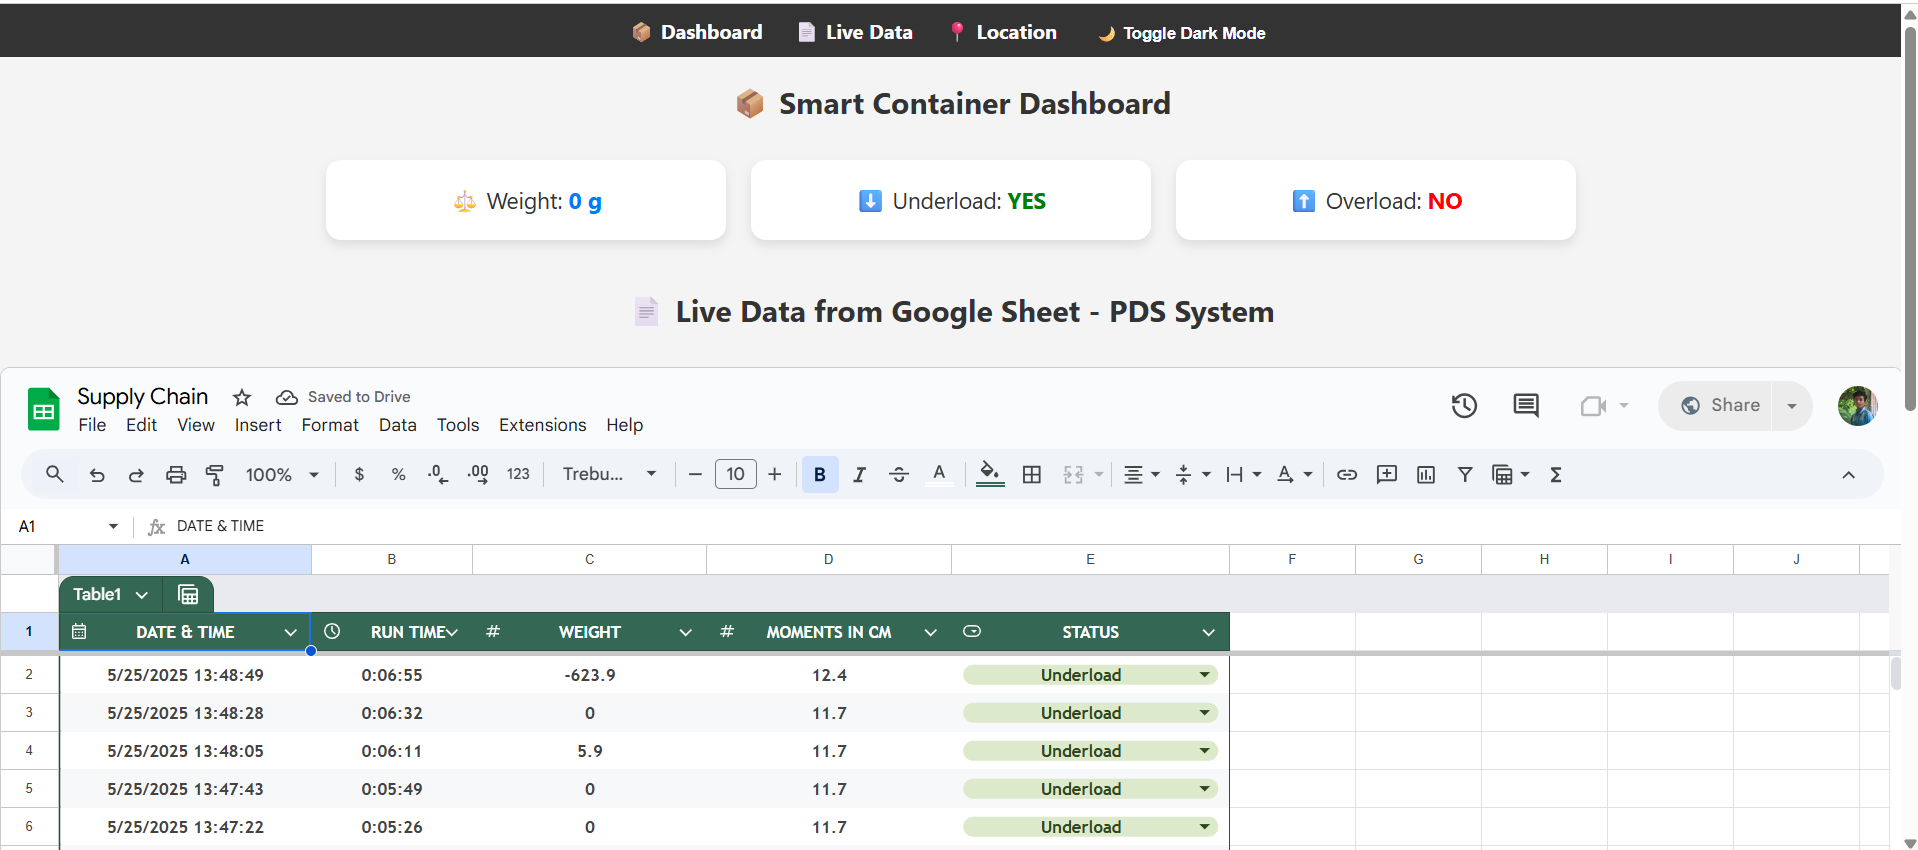 Dashboard Live Data Location Toggle Dark Mode
Smart Container Dashboard
Weight: 0 g Underload: YES Overload: NO
Live Data from Google Sheet - PDS System
Supply Chain Saved to Drive
File Edit View Insert Format Data Tools Extensions Help
Share
100% $ % .0 .00 123 Trebu... 10 B I A A Σ
A1 fx DATE & TIME
A B C D E F G H I J
Table1
1 DATE & TIME RUN TIME # WEIGHT # MOMENTS IN CM STATUS
2 5/25/2025 13:48:49 0:06:55 -623.9 12.4 Underload
3 5/25/2025 13:48:28 0:06:32 0 11.7 Underload
4 5/25/2025 13:48:05 0:06:11 5.9 11.7 Underload
5 5/25/2025 13:47:43 0:05:49 0 11.7 Underload
6 5/25/2025 13:47:22 0:05:26 0 11.7 Underload